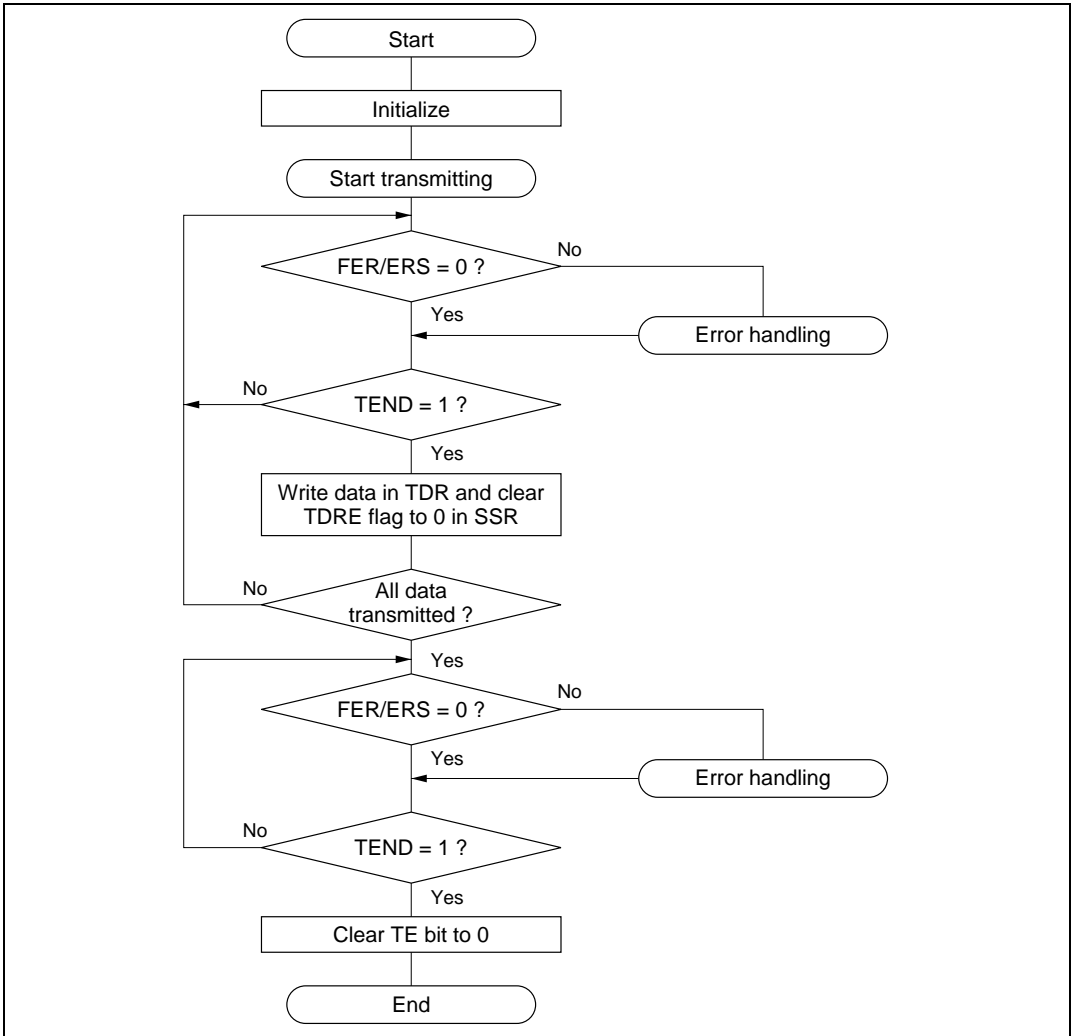 Start
Initialize
Start transmitting
FER/ERS = 0 ?
No
Yes
Error handling
No
TEND = 1 ?
Yes
Write data in TDR and clear
TDRE flag to 0 in SSR
No
All data
transmitted ?
Yes
FER/ERS = 0 ?
No
Yes
Error handling
No
TEND = 1 ?
Yes
Clear TE bit to 0
End